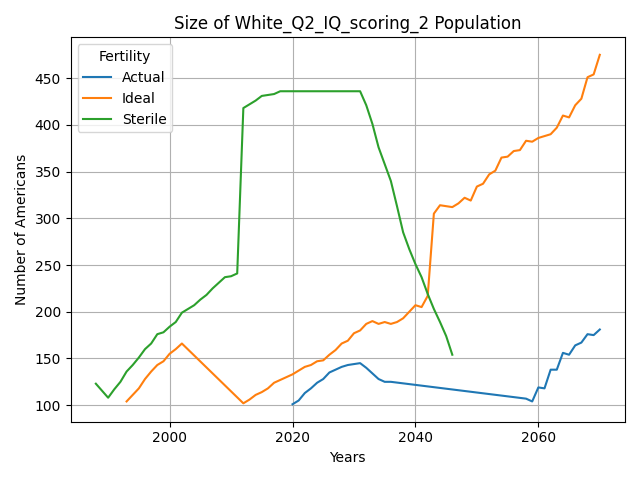 Size of White_Q2_IQ_scoring_2 Population
Fertility
Actual
Ideal
Sterile
Number of Americans
450
400
350
300
250
200
150
100
2000
2020
2040
2060
Years